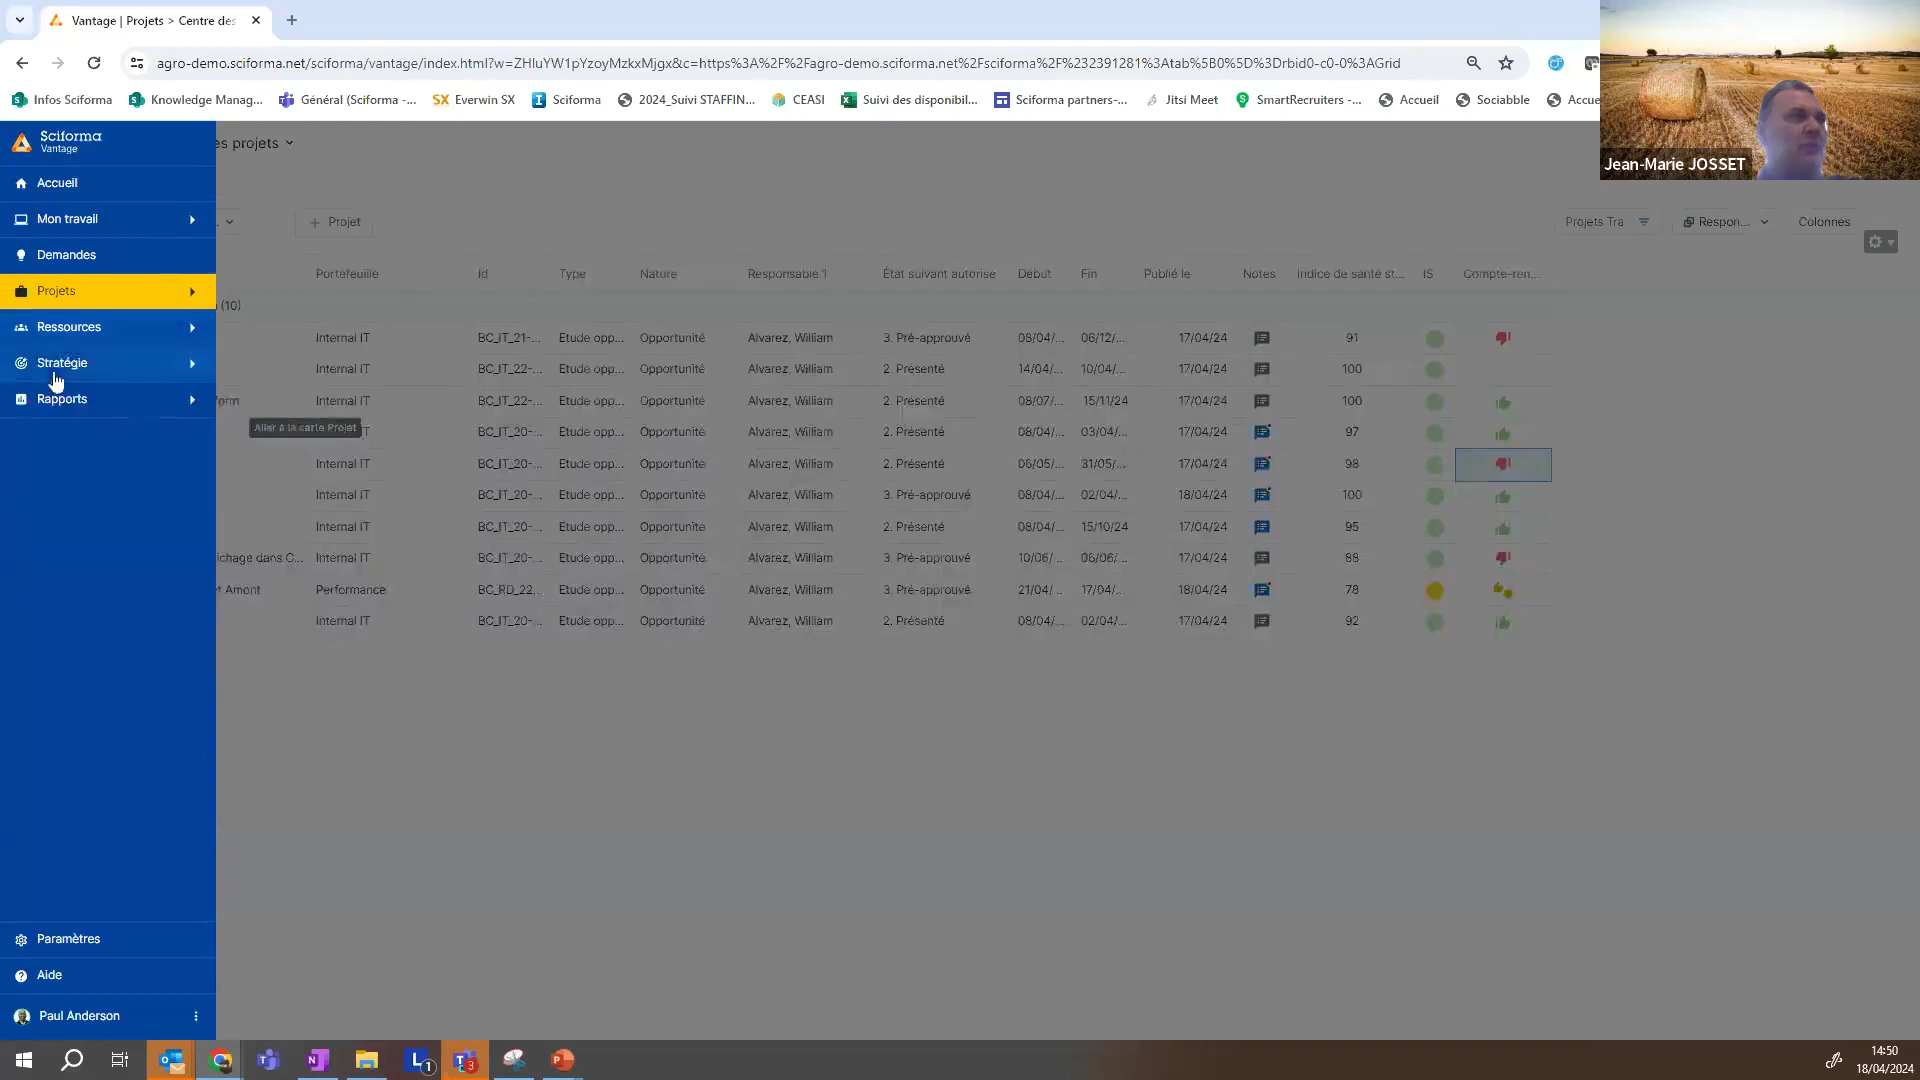 Vantage | Projets > Centre des
agro-demo.sciforma.net/sciforma/vantage/index.html?w=ZHluYW1pYzoyMzkxMjgx&c=https%3A%2F%2Fagro-demo.sciforma.net%2Fsciforma%2F%232391281%3Atab%5B0%5D%3Drbid0-c0-0%3AGrid
Infos Sciforma Knowledge Manag... Général (Sciforma -... Everwin SX Sciforma 2024_Suivi STAFFIN... CEASI Suivi des disponibil... Sciforma partners-... Jitsi Meet SmartRecruiters -... Accueil Sociabble Accue
Jean-Marie JOSSET
Sciforma
Vantage
es projets
Accueil
Mon travail
Demandes
Projets
Ressources
Stratégie
Rapports
+ Projet
Projets Tra Respon... Colonnes
Portefeuille Id Type Nature Responsable 1 État suivant autorisé Début Fin Publié le Notes Indice de santé st... IS Compte-ren...
(10)
Internal IT BC_IT_21-... Etude opp... Opportunité Alvarez, William 3. Pré-approuvé 08/04/... 06/12/... 17/04/24 91
Internal IT BC_IT_22-... Etude opp... Opportunité Alvarez, William 2. Présenté 14/04/... 10/04/... 17/04/24 100
form Internal IT BC_IT_22-... Etude opp... Opportunité Alvarez, William 2. Présenté 08/07/... 15/11/24 17/04/24 100
Aller à la carte Projet
IT BC_IT_20-... Etude opp... Opportunité Alvarez, William 2. Présenté 08/04/... 03/04/... 17/04/24 97
Internal IT BC_IT_20-... Etude opp... Opportunité Alvarez, William 2. Présenté 06/05/... 31/05/... 17/04/24 98
Internal IT BC_IT_20-... Etude opp... Opportunité Alvarez, William 3. Pré-approuvé 08/04/... 02/04/... 18/04/24 100
Internal IT BC_IT_20-... Etude opp... Opportunité Alvarez, William 2. Présenté 08/04/... 15/10/24 17/04/24 95
ichage dans C... Internal IT BC_IT_20-... Etude opp... Opportunité Alvarez, William 3. Pré-approuvé 10/06/... 06/06/... 17/04/24 88
et Amont Performance BC_RD_22... Etude opp... Opportunité Alvarez, William 3. Pré-approuvé 21/04/... 17/04/... 18/04/24 78
Internal IT BC_IT_20-... Etude opp... Opportunité Alvarez, William 2. Présenté 08/04/... 02/04/... 17/04/24 92
Paramètres
Aide
Paul Anderson
14:50
18/04/2024